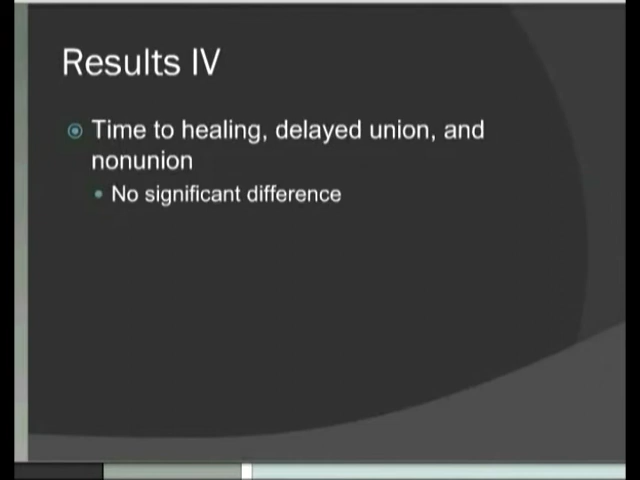 Results IV
Time to healing, delayed union, and
nonunion
No significant difference